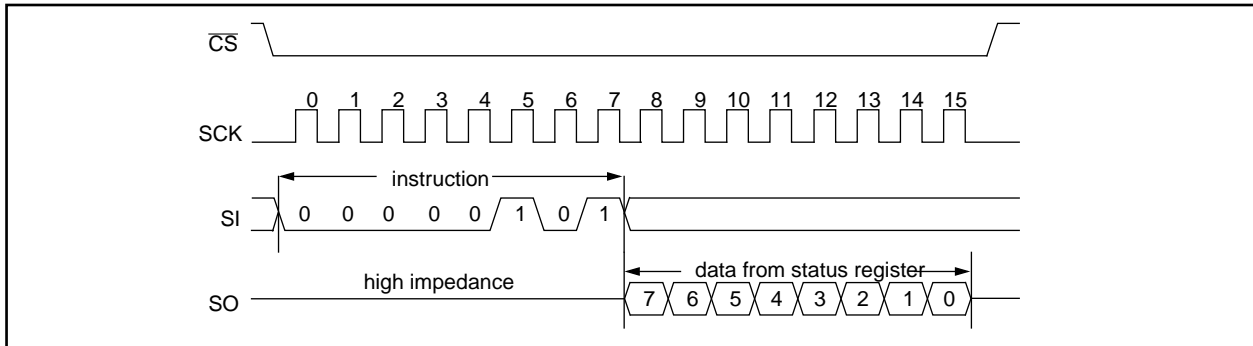 CS
0 1 2 3 4 5 6 7 8 9 10 11 12 13 14 15
SCK
instruction
SI 0 0 0 0 0 1 0 1
data from status register
high impedance
SO 7 6 5 4 3 2 1 0